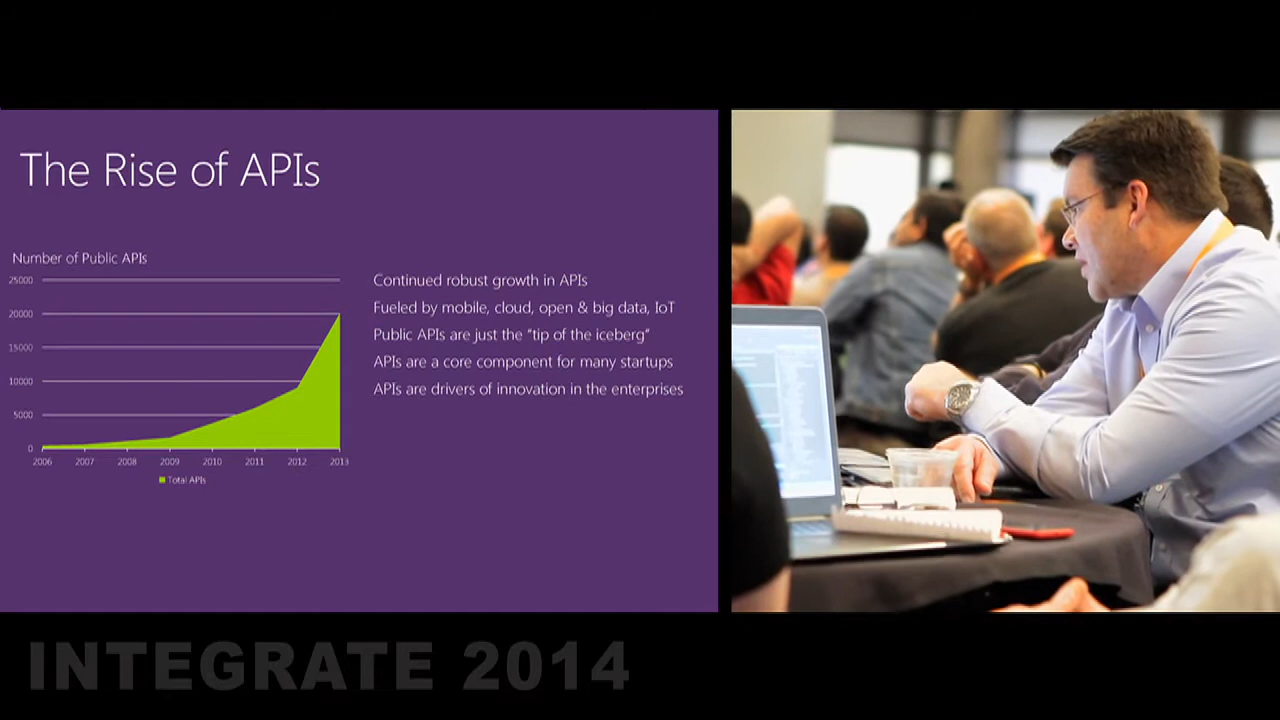 The Rise of APIs
Number of Public APIs
25000
20000
15000
10000
5000
0
2006 2007 2008 2009 2010 2011 2012 2013
Total APIs
Continued robust growth in APIs
Fueled by mobile, cloud, open & big data, IoT
Public APIs are just the "tip of the iceberg"
APIs are a core component for many startups
APIs are drivers of innovation in the enterprises
INTEGRATE 2014